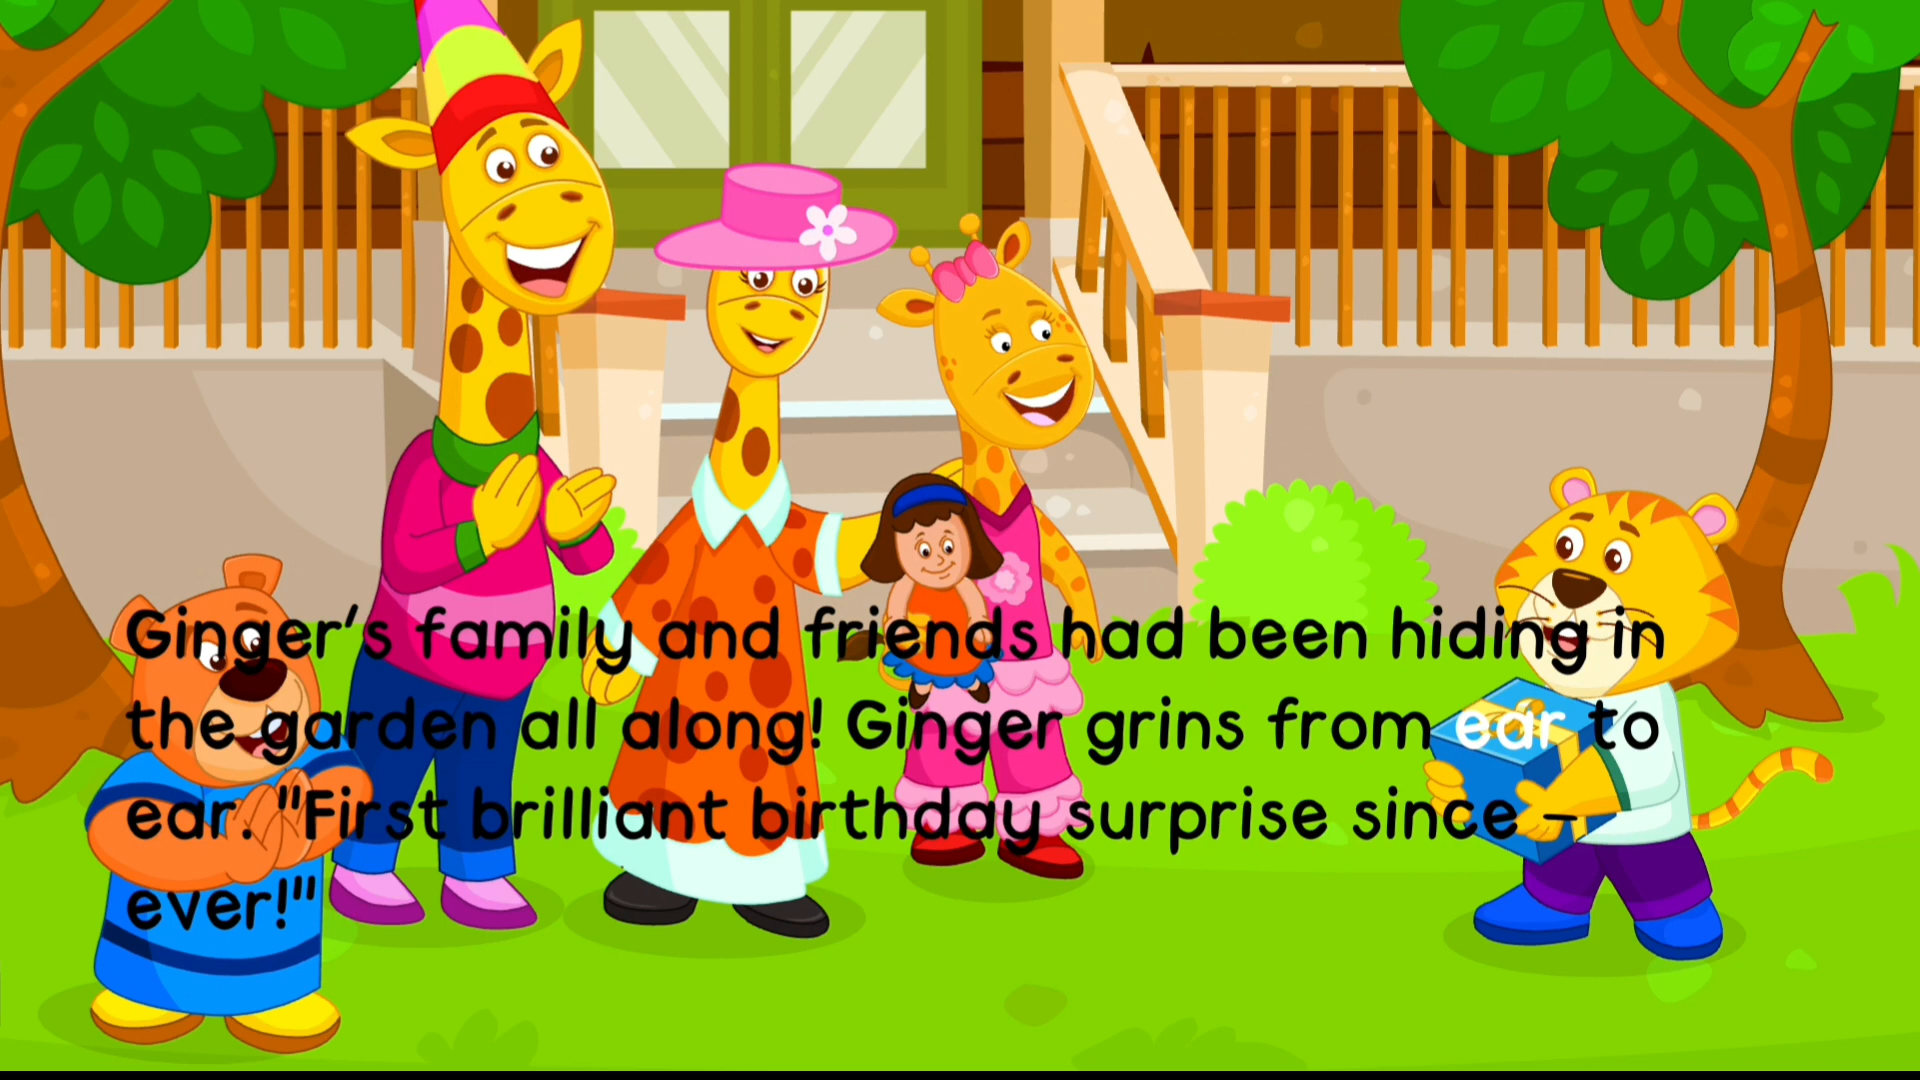 Ginger's family and friends had been hiding in
the garden all along! Ginger grins from ear to
ear. "First brilliant birthday surprise since –
ever!"